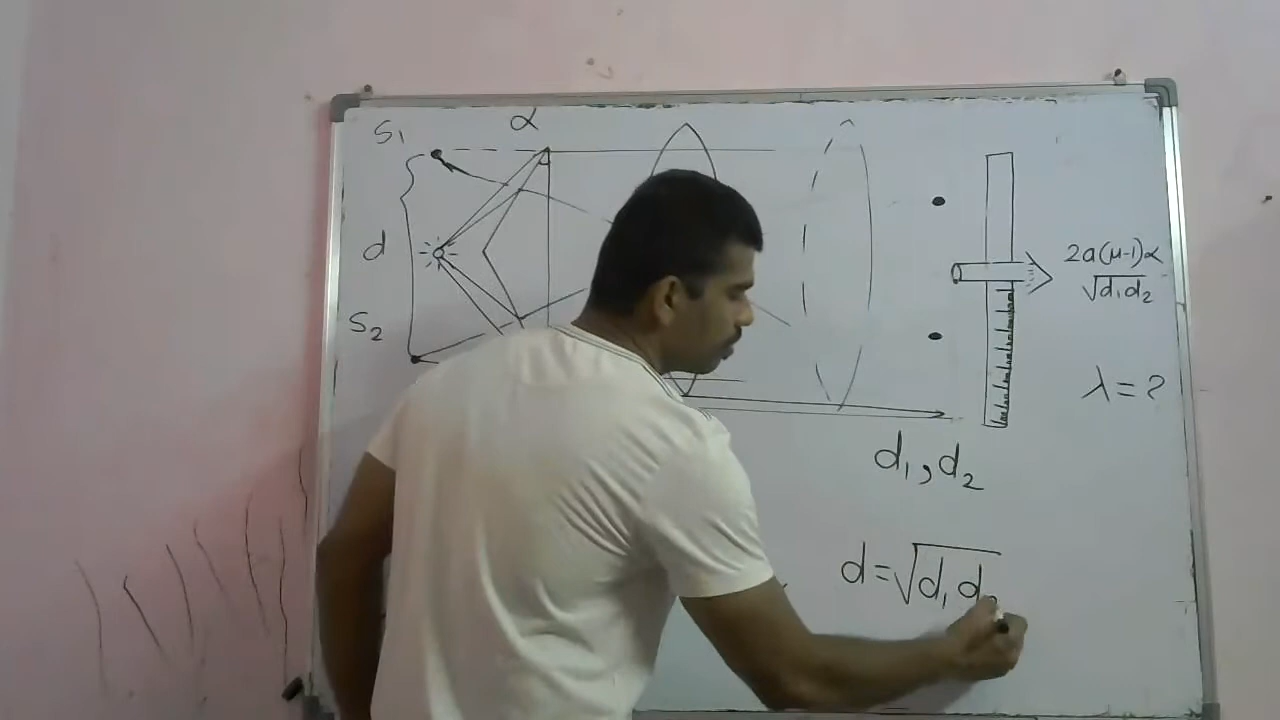 S₁
α
d
S₂
2a(μ-1)α
√d₁d₂
λ = ?
d₁, d₂
d = √d₁d₂